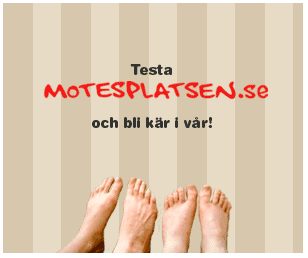 Testa
MOTESPLATSEN.se
och bli kär i vår!